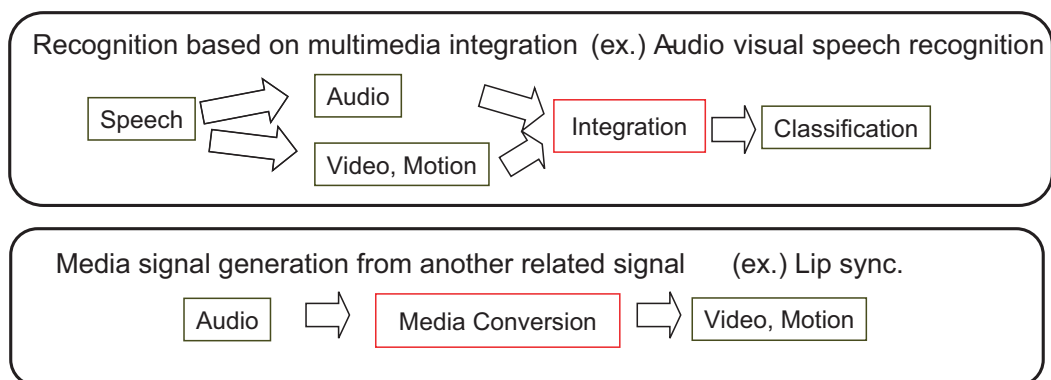 Recognition based on multimedia integration (ex.) Audio visual speech recognition
Audio
Speech
Integration
Classification
Video, Motion
Media signal generation from another related signal (ex.) Lip sync.
Audio
Media Conversion
Video, Motion